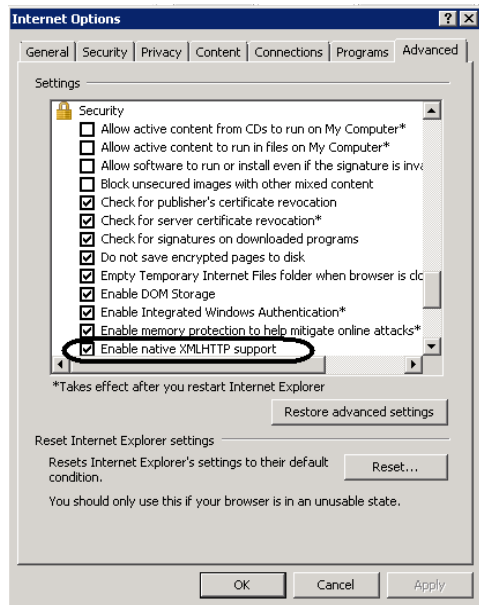 Internet Options
General Security Privacy Content Connections Programs Advanced
Settings
Security
Allow active content from CDs to run on My Computer*
Allow active content to run in files on My Computer*
Allow software to run or install even if the signature is inva
Block unsecured images with other mixed content
Check for publisher's certificate revocation
Check for server certificate revocation*
Check for signatures on downloaded programs
Do not save encrypted pages to disk
Empty Temporary Internet Files folder when browser is clo
Enable DOM Storage
Enable Integrated Windows Authentication*
Enable memory protection to help mitigate online attacks*
Enable native XMLHTTP support
*Takes effect after you restart Internet Explorer
Restore advanced settings
Reset Internet Explorer settings
Resets Internet Explorer's settings to their default
condition.
Reset...
You should only use this if your browser is in an unusable state.
OK Cancel Apply